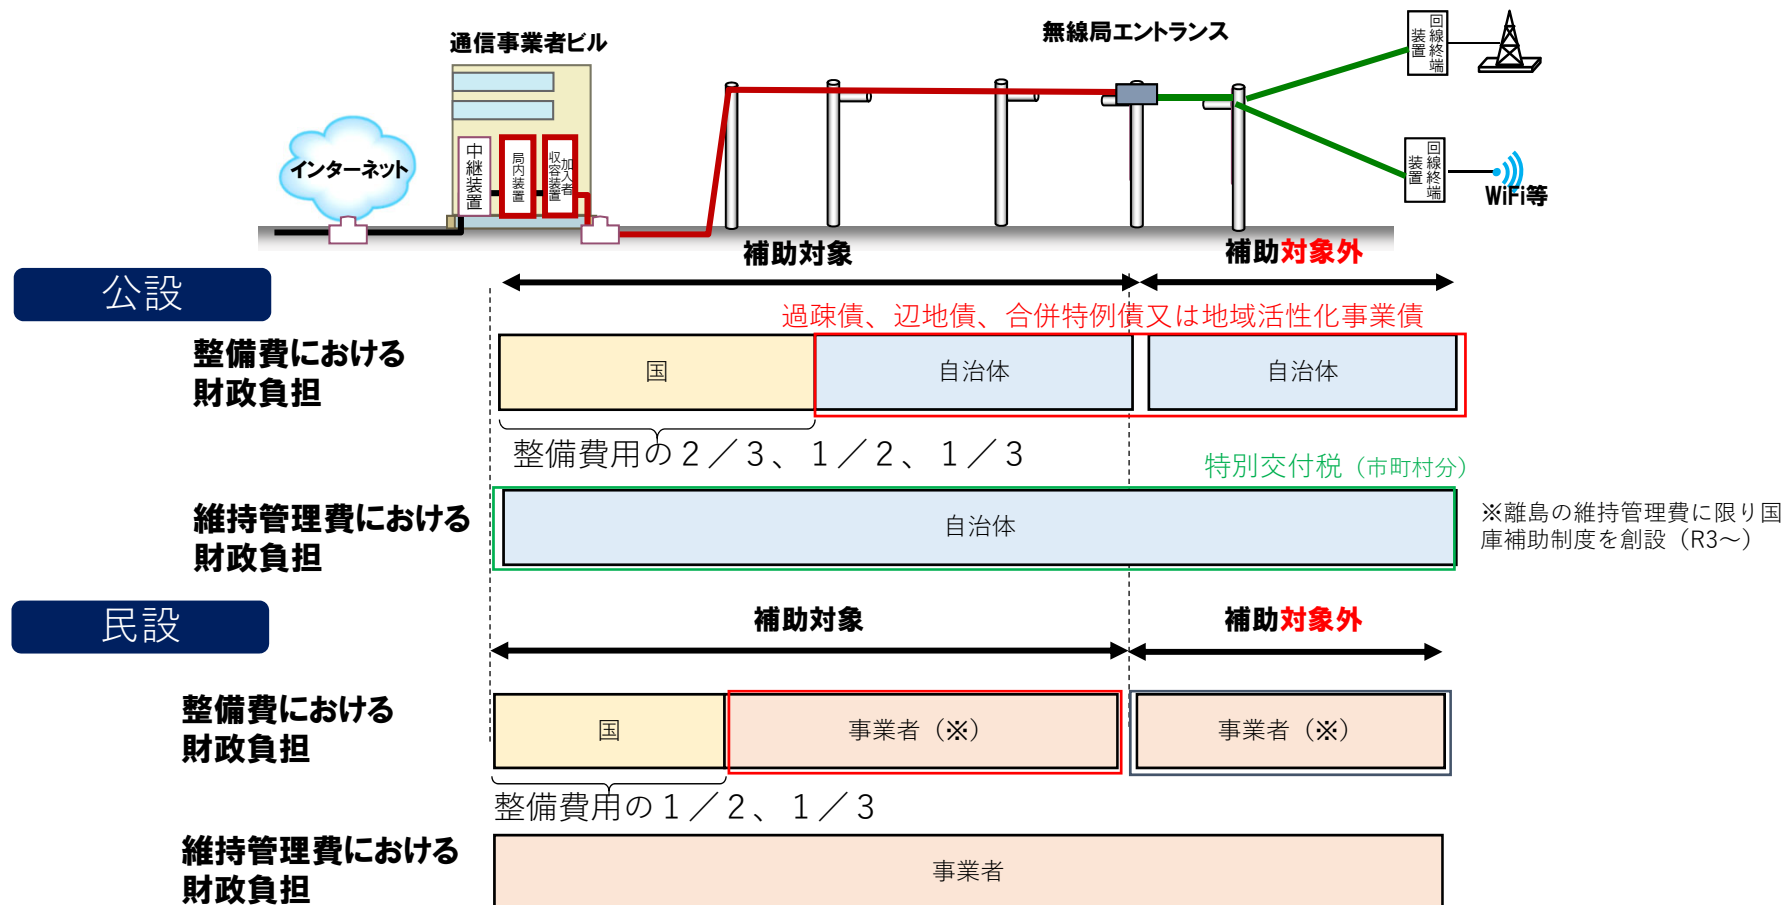 通信事業者ビル
無線局エントランス
回線終端
装置
インターネット
中継装置
局内装置
加入者
収容装置
回線終端
装置
WiFi等
補助対象
補助対象外
公設
過疎債、辺地債、合併特例債又は地域活性化事業債
整備費における
財政負担
国
自治体
自治体
整備費用の２／３、１／２、１／３
特別交付税（市町村分）
維持管理費における
財政負担
自治体
※離島の維持管理費に限り国
庫補助制度を創設（R3～）
民設
補助対象
補助対象外
整備費における
財政負担
国
事業者（※）
事業者（※）
整備費用の１／２、１／３
維持管理費における
財政負担
事業者